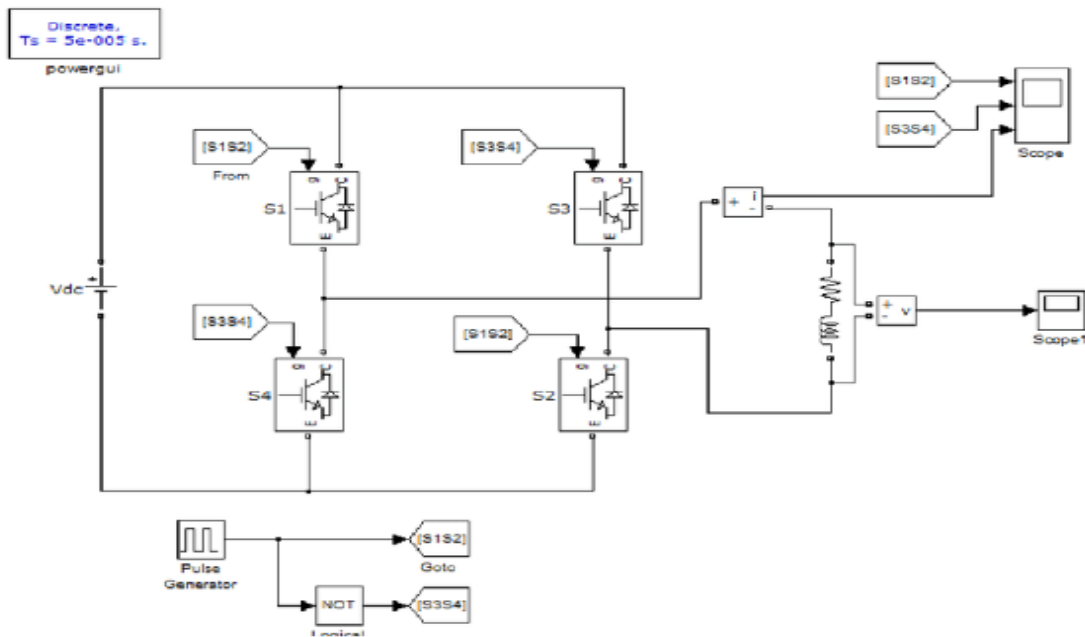 Discrete,
Ts = 5e-005 s.
powergui
[S1S2]
From
[S3S4]
[S1S2]
[S3S4]
Scope
g
C
S1
E
g
C
S3
E
+
i
-
Vdc
+
[S3S4]
[S1S2]
+
-
v
Scope1
g
C
S4
E
g
C
S2
E
Pulse
Generator
[S1S2]
Goto
NOT
[S3S4]
Logical